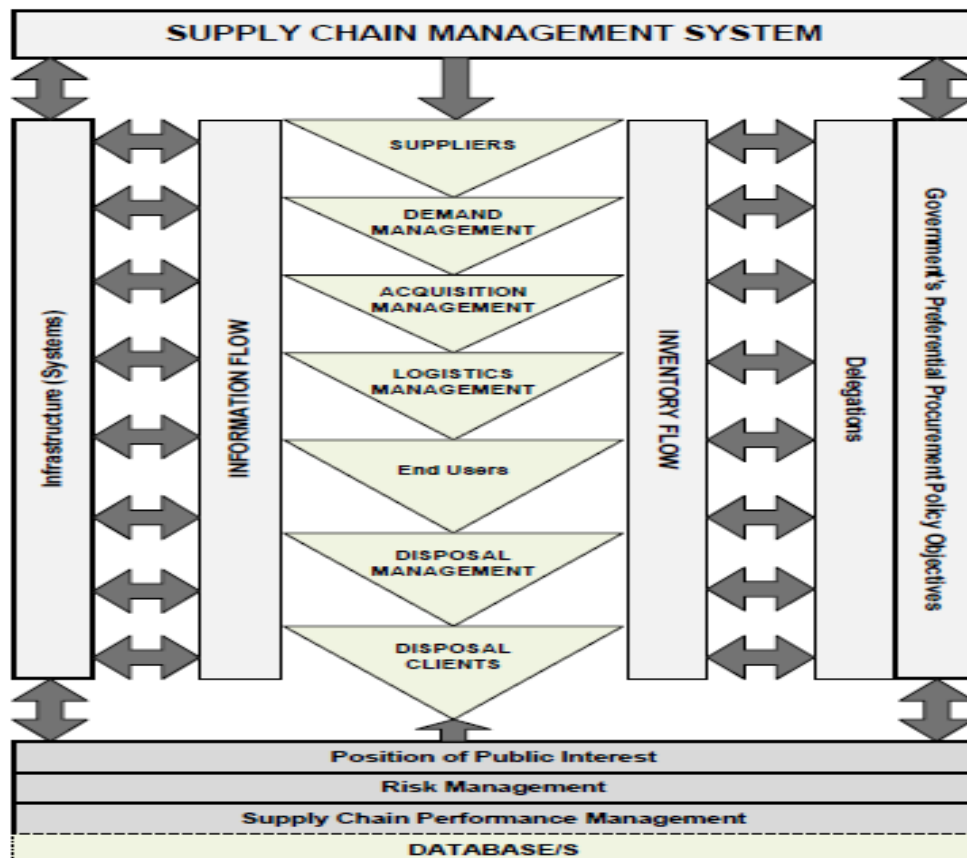 SUPPLY CHAIN MANAGEMENT SYSTEM
Infrastructure (Systems)
INFORMATION FLOW
SUPPLIERS
DEMAND
MANAGEMENT
ACQUISITION
MANAGEMENT
LOGISTICS
MANAGEMENT
End Users
DISPOSAL
MANAGEMENT
DISPOSAL
CLIENTS
INVENTORY FLOW
Delegations
Government's Preferential Procurement Policy Objectives
Position of Public Interest
Risk Management
Supply Chain Performance Management
DATABASE/S